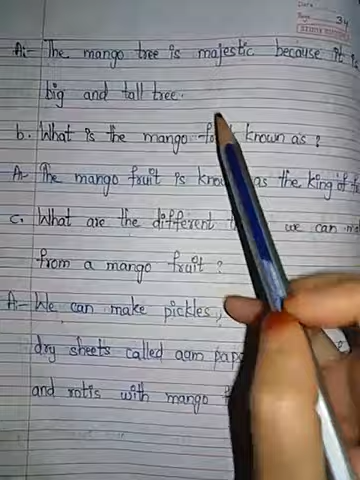 Date
Page 34
A:- The mango tree is majestic because it is
big and tall tree.
b. What is the mango known as ?
A- The mango fruit is as the king of
c. What are the different we can
from a mango fruit ?
A:- We can make pickles,
dry sheets called aam
and rotis with mango